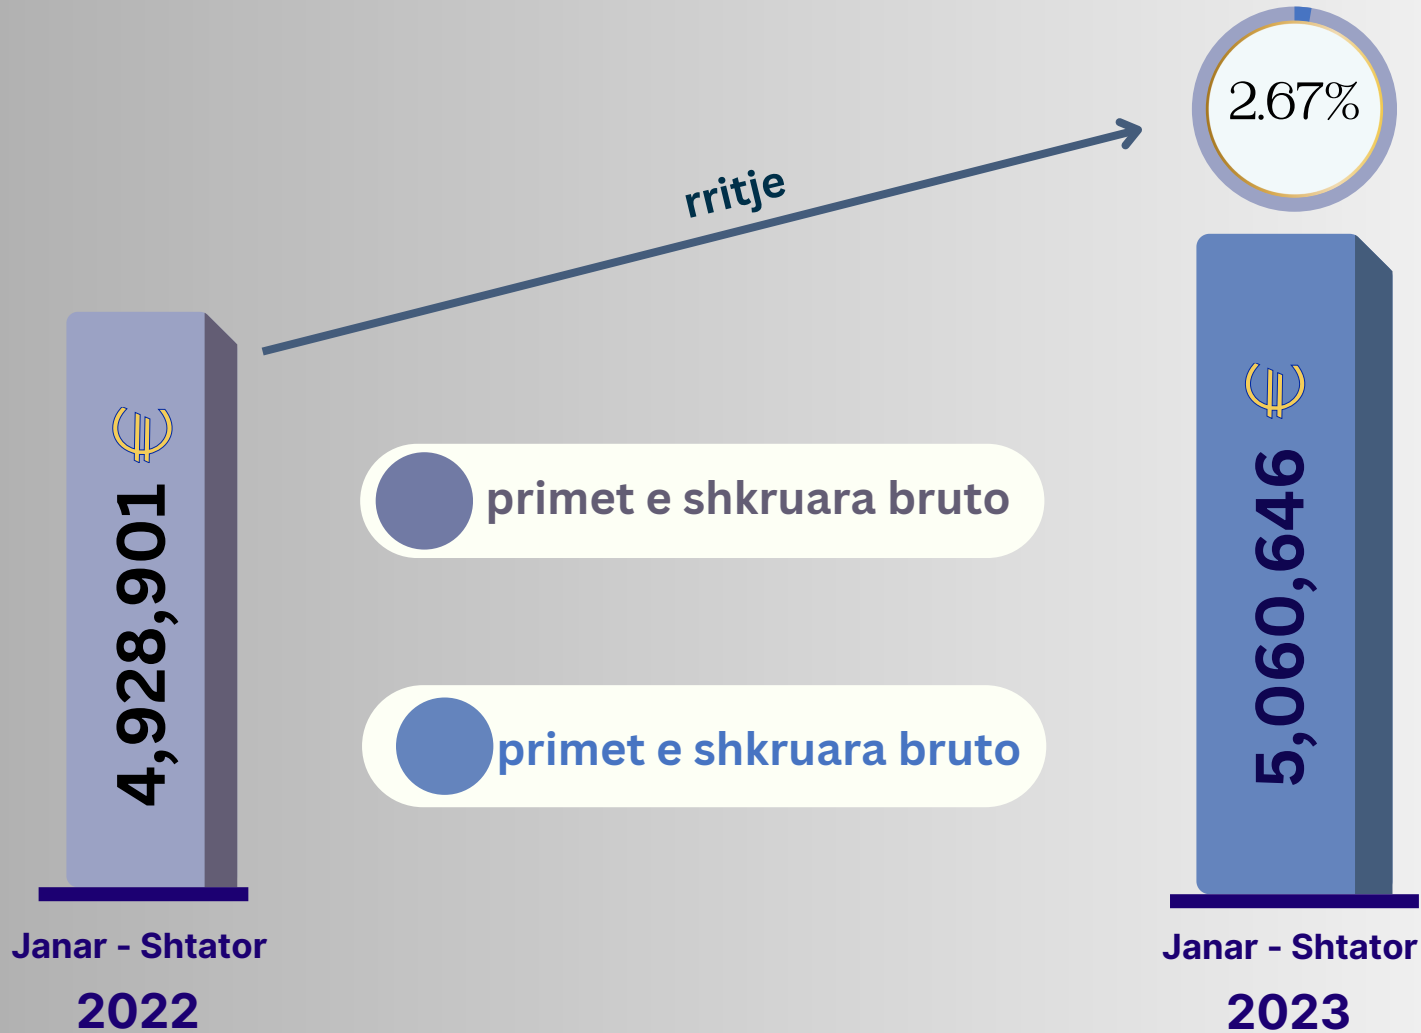 2.67%
rritje
4,928,901 €
5,060,646 €
primet e shkruara bruto
primet e shkruara bruto
Janar - Shtator
2022
Janar - Shtator
2023